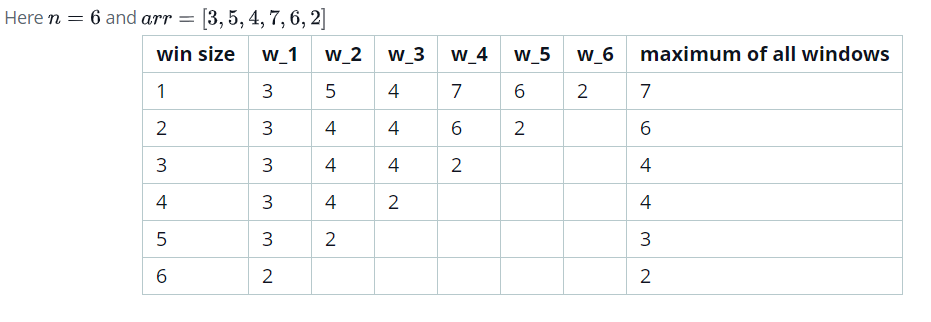 Here n = 6 and arr = [3, 5, 4, 7, 6, 2]
win size w_1 w_2 w_3 w_4 w_5 w_6 maximum of all windows
1 3 5 4 7 6 2 7
2 3 4 4 6 2 6
3 3 4 4 2 4
4 3 4 2 4
5 3 2 3
6 2 2